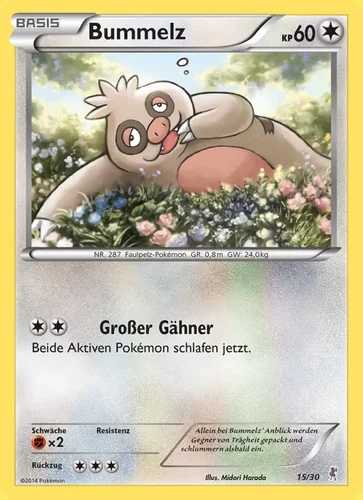 BASIS
Bummelz
KP60
NR. 287 Faulpelz-Pokémon GR: 0,8m GW: 24,0kg
Großer Gähner
Beide Aktiven Pokémon schlafen jetzt.
Schwäche Resistenz
×2
Rückzug
Allein bei Bummelz' Anblick werden
Gegner von Trägheit gepackt und
schlummern alsbald ein.
©2014 Pokémon
Illus. Midori Harada
15/30